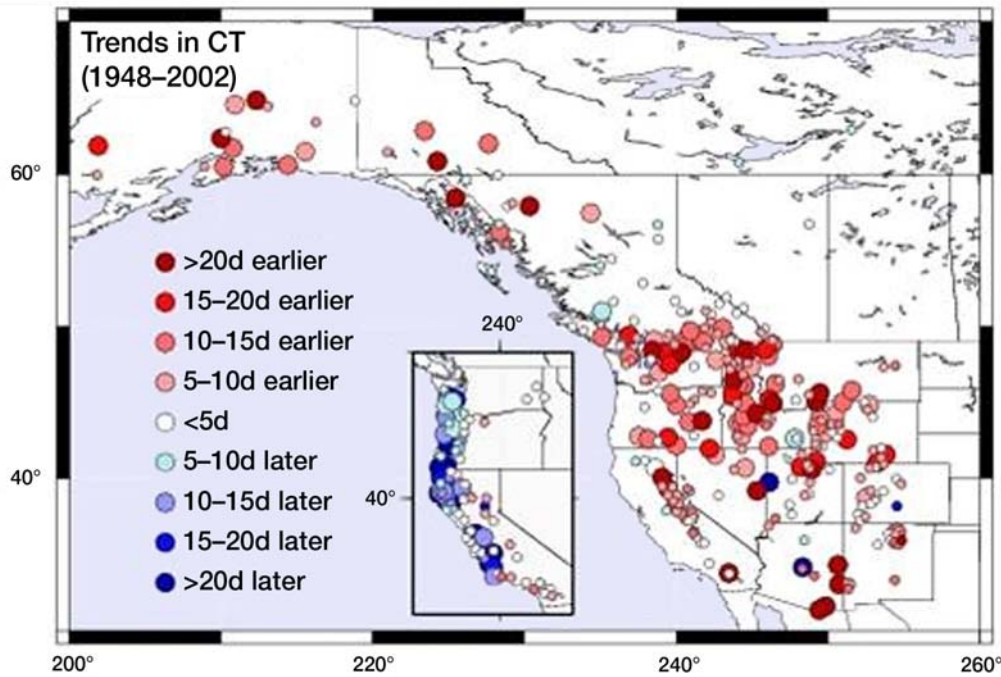 Trends in CT
(1948–2002)
60°
>20d earlier
15–20d earlier
240°
10–15d earlier
5–10d earlier
<5d
5–10d later
40°
10–15d later
40°
15–20d later
>20d later
200°
220°
240°
260°